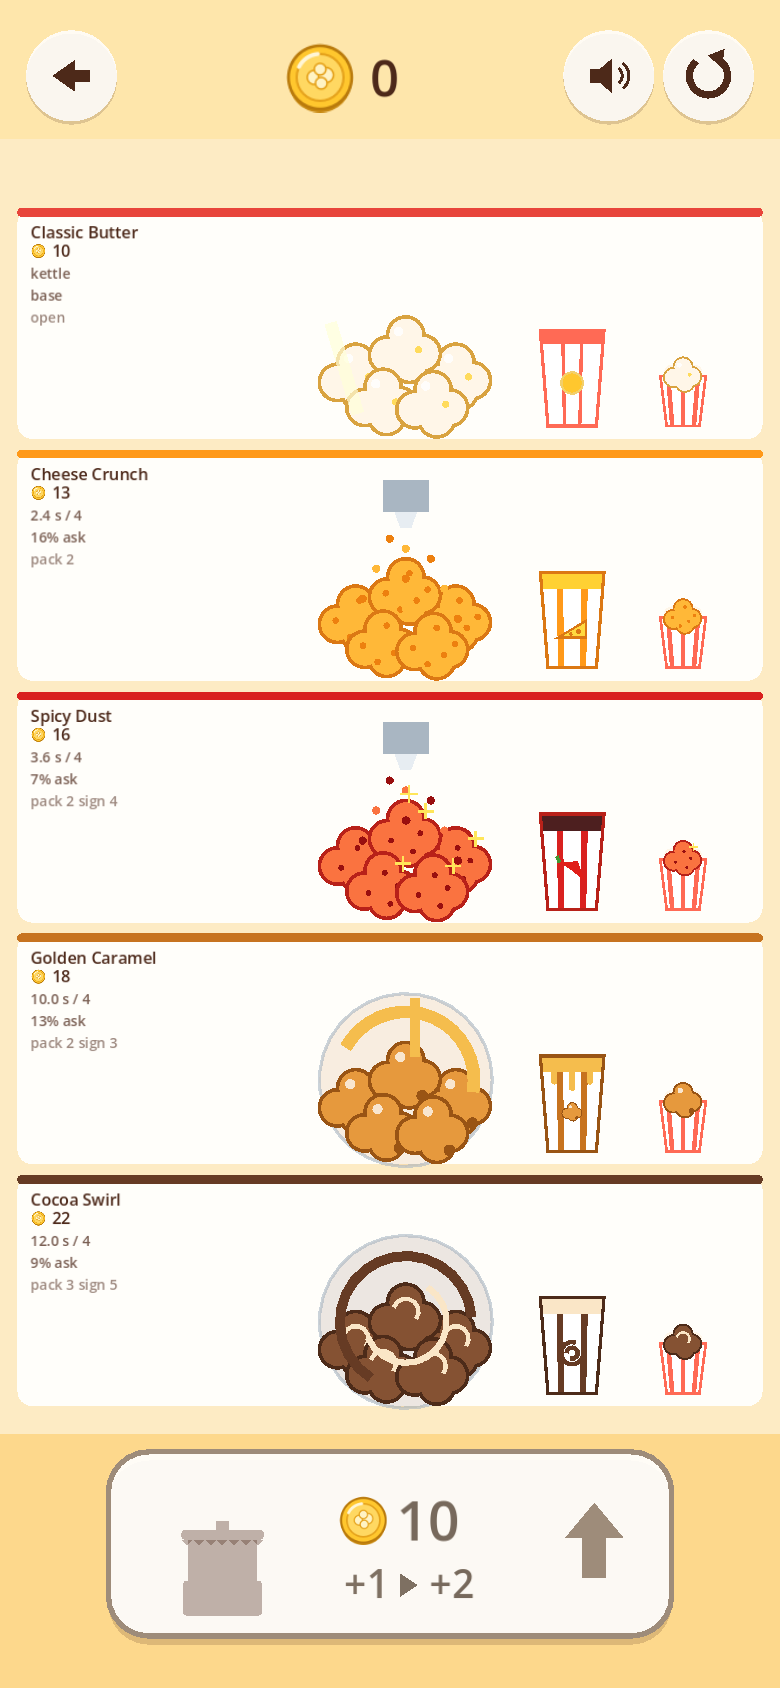 0
Classic Butter
10
kettle
base
open
Cheese Crunch
13
2.4 s / 4
16% ask
pack 2
Spicy Dust
16
3.6 s / 4
7% ask
pack 2 sign 4
Golden Caramel
18
10.0 s / 4
13% ask
pack 2 sign 3
Cocoa Swirl
22
12.0 s / 4
9% ask
pack 3 sign 5
10
+1 ▶ +2